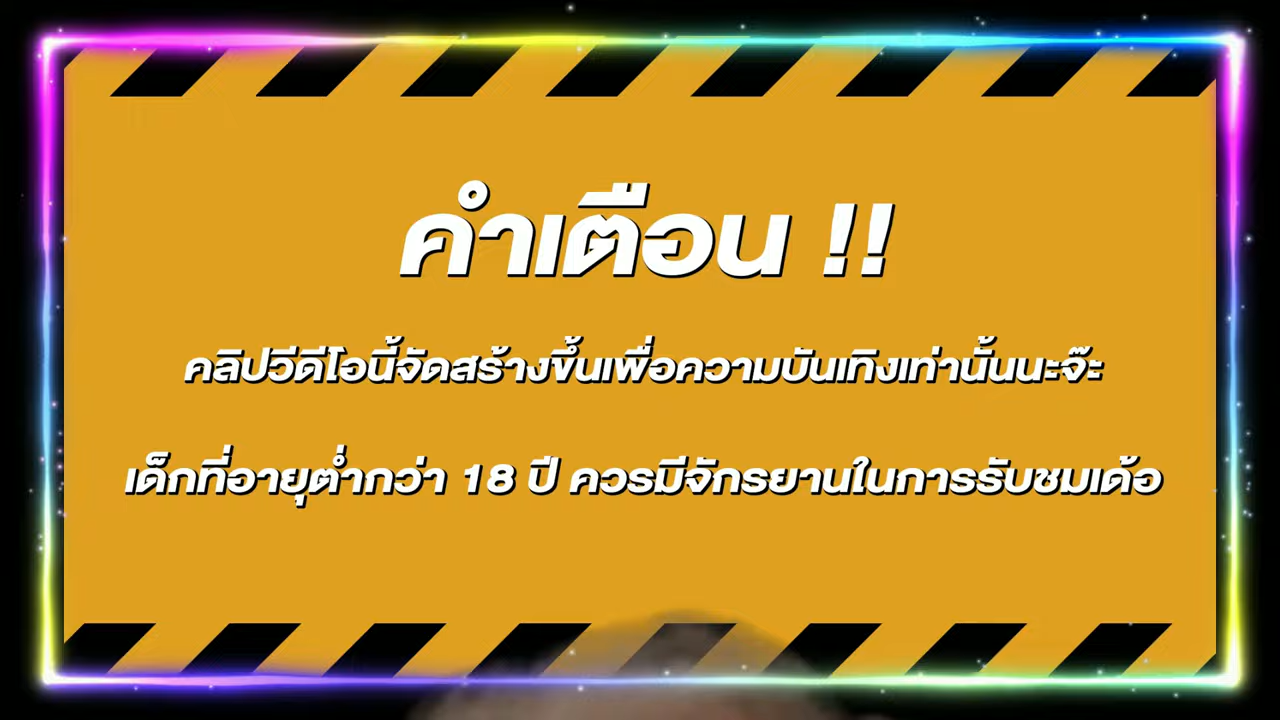 คำเตือน !!
คลิปวีดีโอนี้จัดสร้างขึ้นเพื่อความบันเทิงเท่านั้นนะจ๊ะ
เด็กที่อายุต่ำกว่า 18 ปี ควรมีจักรยานในการรับชมเด้อ